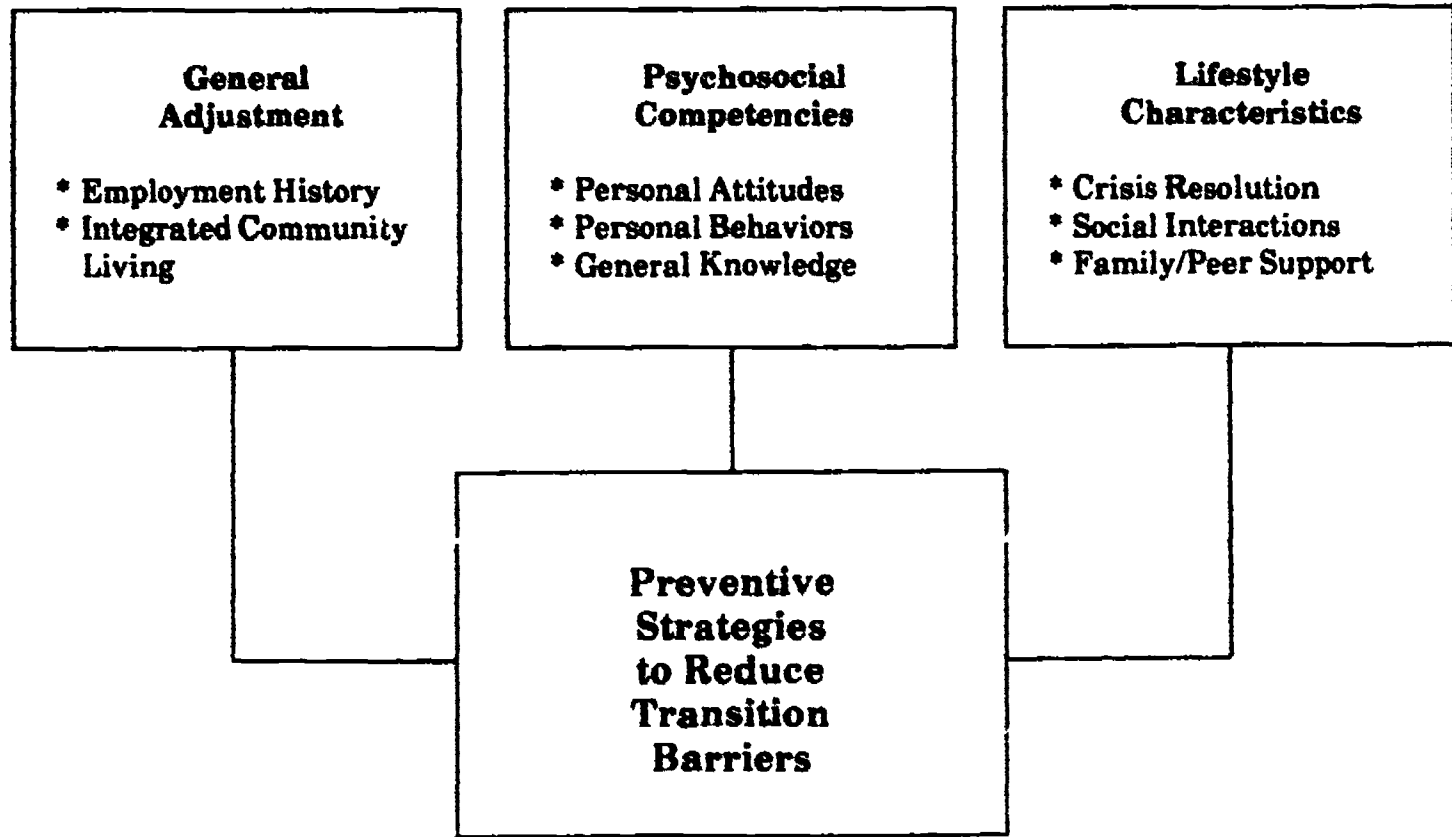 General
Adjustment
* Employment History
* Integrated Community
Living
Psychosocial
Competencies
* Personal Attitudes
* Personal Behaviors
* General Knowledge
Lifestyle
Characteristics
* Crisis Resolution
* Social Interactions
* Family/Peer Support
Preventive
Strategies
to Reduce
Transition
Barriers